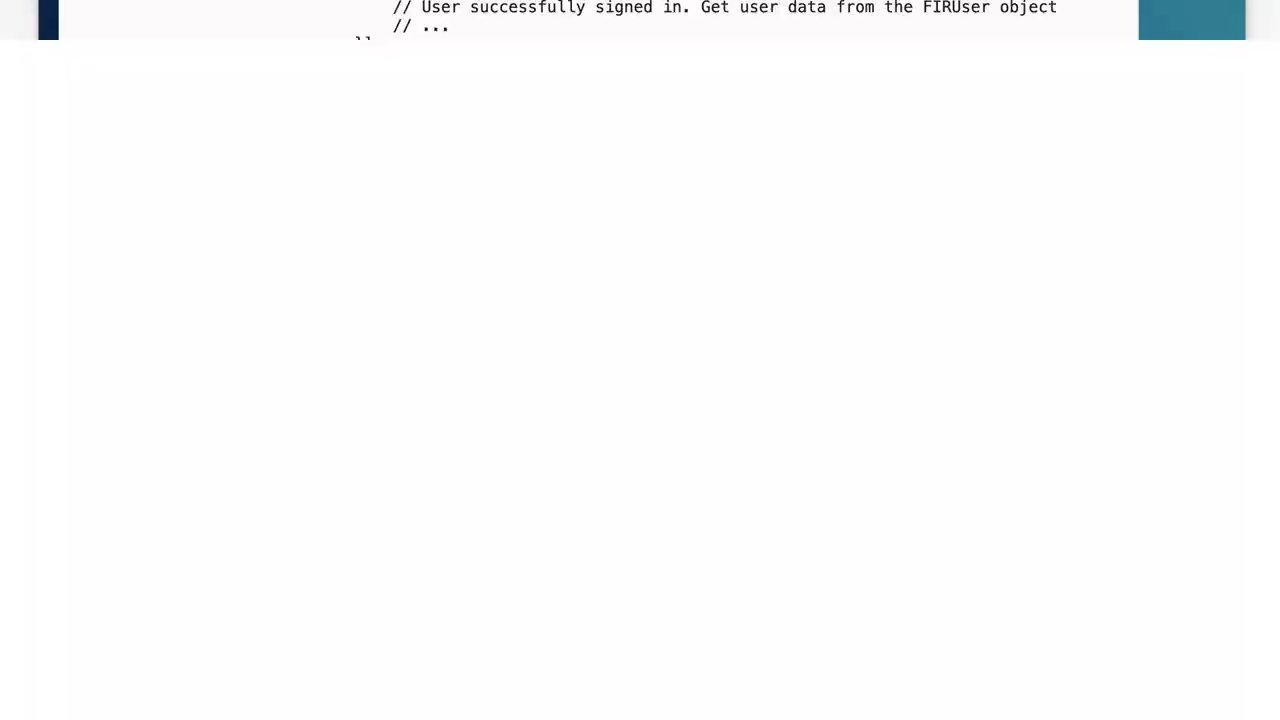 // User successfully signed in. Get user data from the FIRUser object
// ...